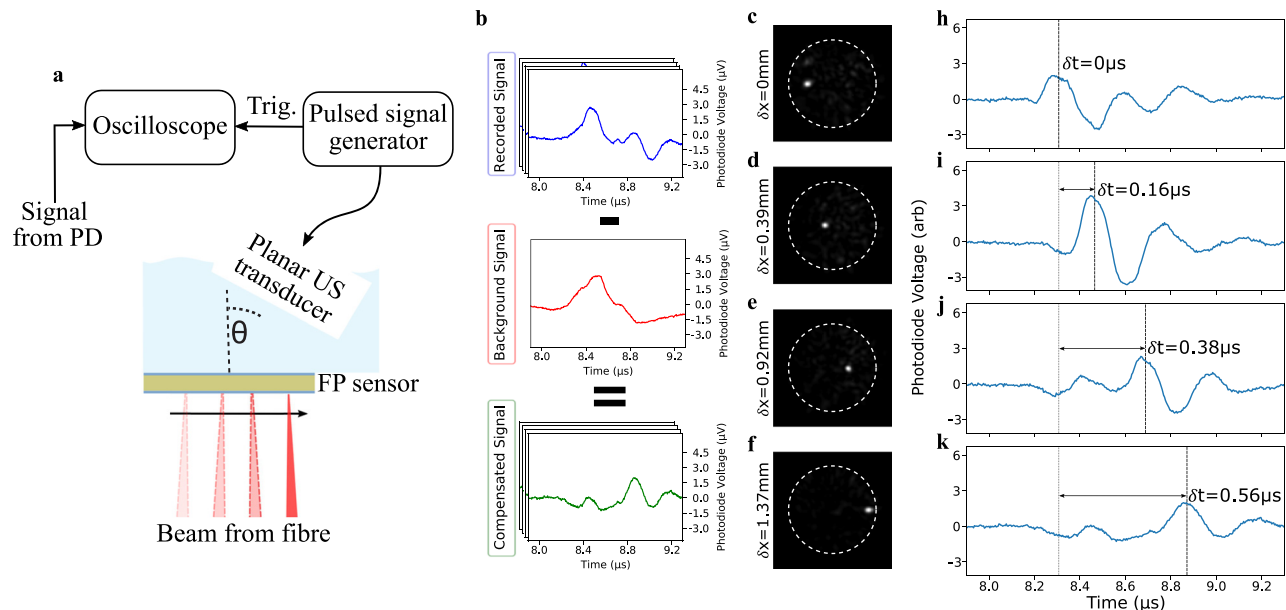 a
Oscilloscope
Trig.
Pulsed signal
generator
Signal
from PD
Planar US
transducer
θ
FP sensor
Beam from fibre
b
Recorded Signal
4.5
3.0
1.5
0.0
-1.5
-3.0
Photodiode Voltage (μV)
8.0 8.4 8.8 9.2
Time (μs)
Background Signal
4.5
3.0
1.5
0.0
-1.5
-3.0
Photodiode Voltage (μV)
8.0 8.4 8.8 9.2
Time (μs)
Compensated Signal
4.5
3.0
1.5
0.0
-1.5
-3.0
Photodiode Voltage (μV)
8.0 8.4 8.8 9.2
Time (μs)
c
δx=0mm
d
δx=0.39mm
e
δx=0.92mm
f
δx=1.37mm
Photodiode Voltage (arb)
h
6
3
0
-3
δt=0μs
i
6
3
0
-3
δt=0.16μs
j
6
3
0
-3
δt=0.38μs
k
6
3
0
-3
δt=0.56μs
8.0 8.2 8.4 8.6 8.8 9.0 9.2
Time (μs)